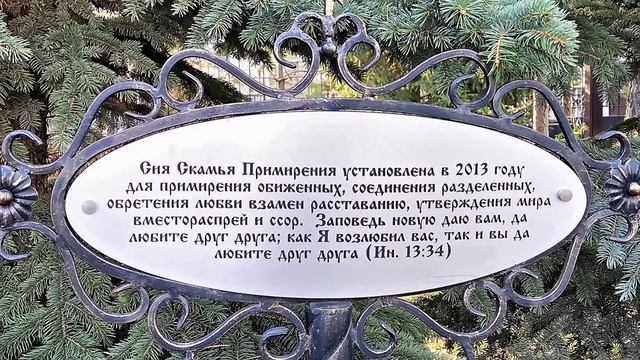 Сия Скамья Примирения установлена в 2013 году
для примирения обиженных, соединения разделенных,
обретения любви взамен расставанию, утверждения мира
вместораспрей и ссор. Заповедь новую даю вам, да
любите друг друга; как Я возлюбил вас, так и вы да
любите друг друга (Ин. 13:34)